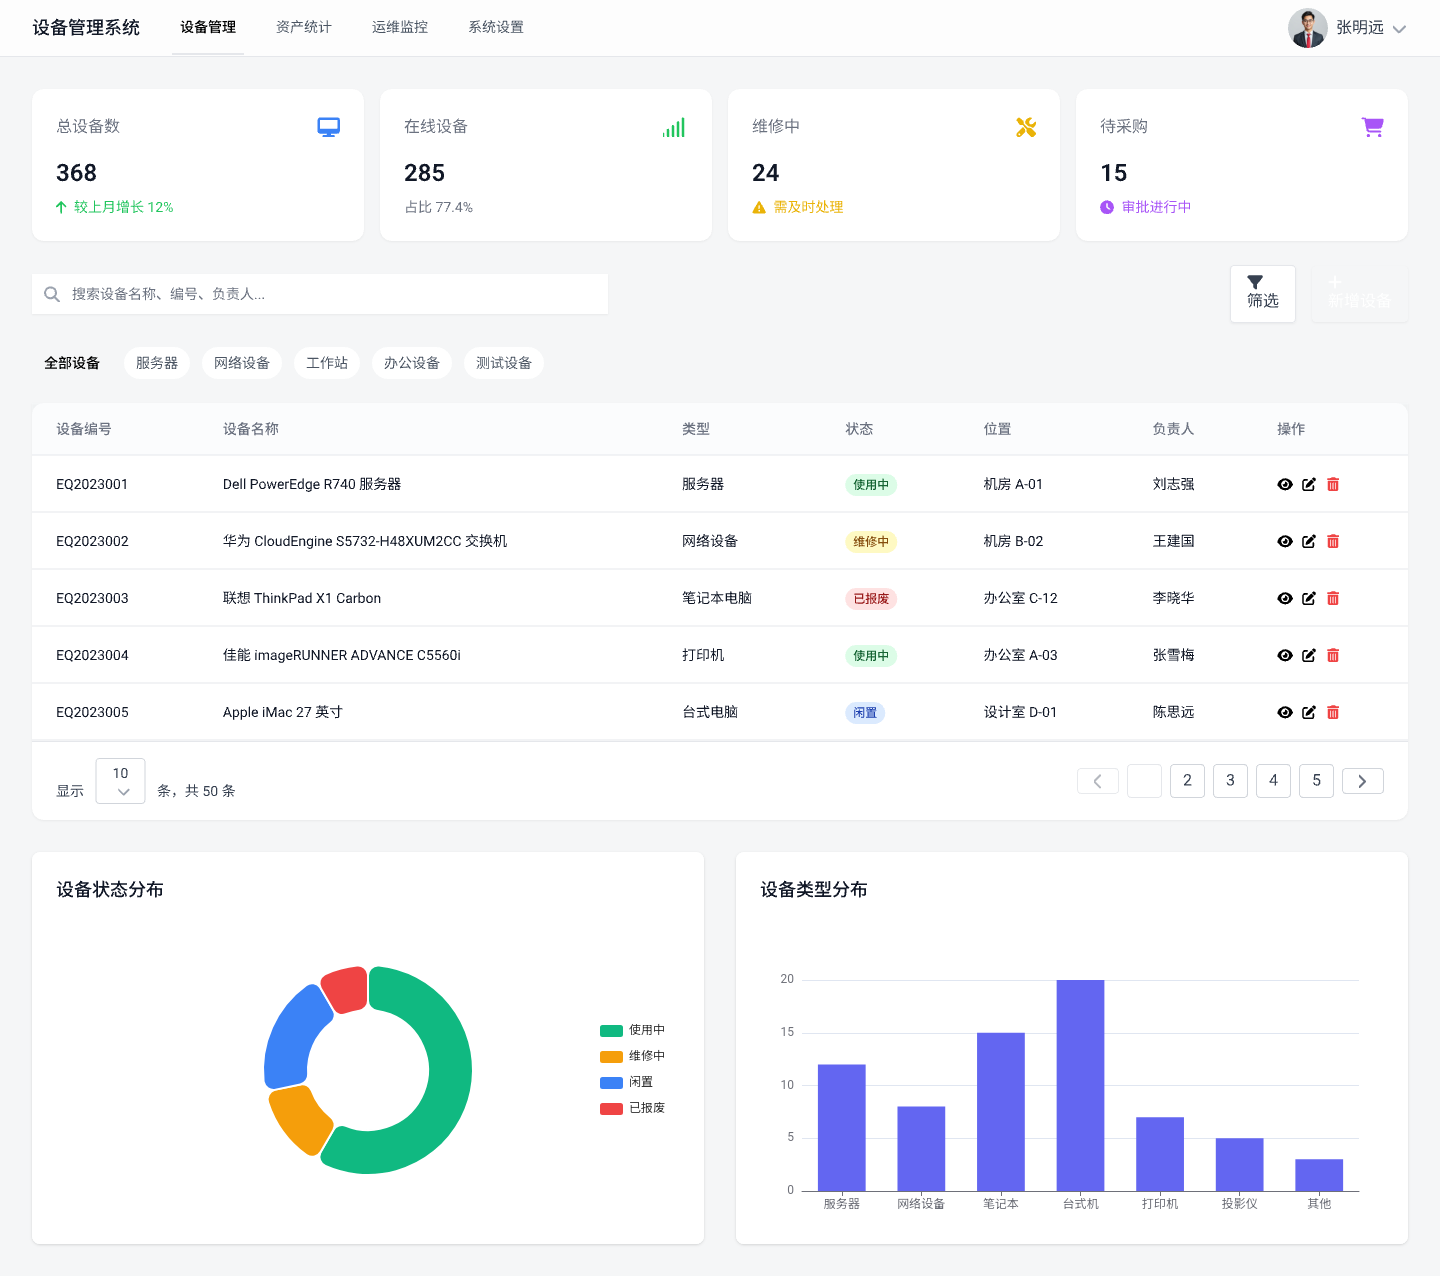 设备管理系统 设备管理 资产统计 运维监控 系统设置 张明远
总设备数 在线设备 维修中 待采购
368 285 24 15
较上月增长 12% 占比 77.4% 需及时处理 审批进行中
搜索设备名称、编号、负责人...
筛选
新增设备
全部设备 服务器 网络设备 工作站 办公设备 测试设备
设备编号 设备名称 类型 状态 位置 负责人 操作
EQ2023001 Dell PowerEdge R740 服务器 服务器 使用中 机房 A-01 刘志强
EQ2023002 华为 CloudEngine S5732-H48XUM2CC 交换机 网络设备 维修中 机房 B-02 王建国
EQ2023003 联想 ThinkPad X1 Carbon 笔记本电脑 已报废 办公室 C-12 李晓华
EQ2023004 佳能 imageRUNNER ADVANCE C5560i 打印机 使用中 办公室 A-03 张雪梅
EQ2023005 Apple iMac 27 英寸 台式电脑 闲置 设计室 D-01 陈思远
显示 10 条，共 50 条 2 3 4 5
设备状态分布
使用中
维修中
闲置
已报废
设备类型分布
20
15
10
5
0
服务器 网络设备 笔记本 台式机 打印机 投影仪 其他